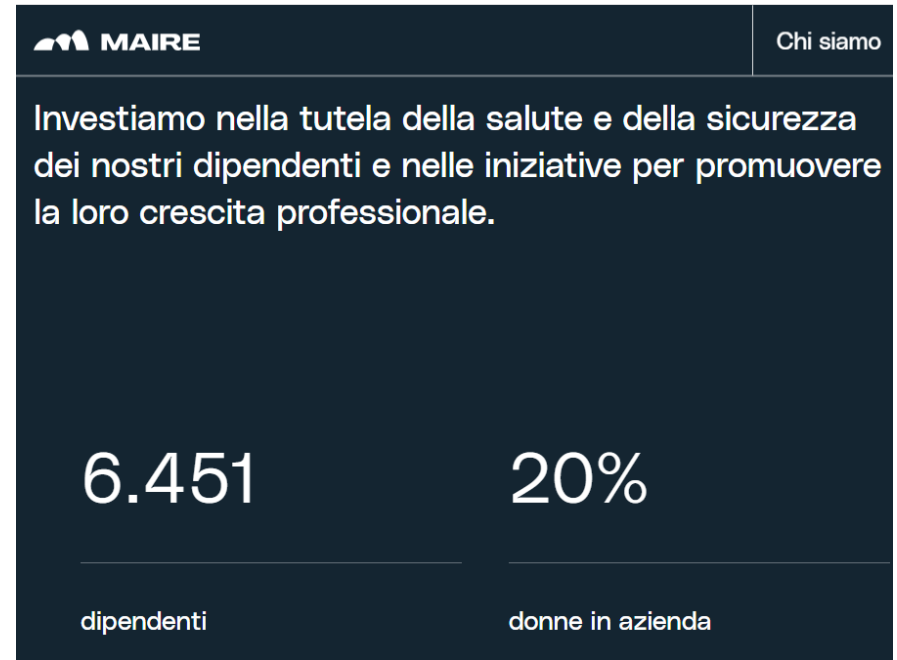 MAIRE
Chi siamo
Investiamo nella tutela della salute e della sicurezza
dei nostri dipendenti e nelle iniziative per promuovere
la loro crescita professionale.
6.451
20%
dipendenti
donne in azienda